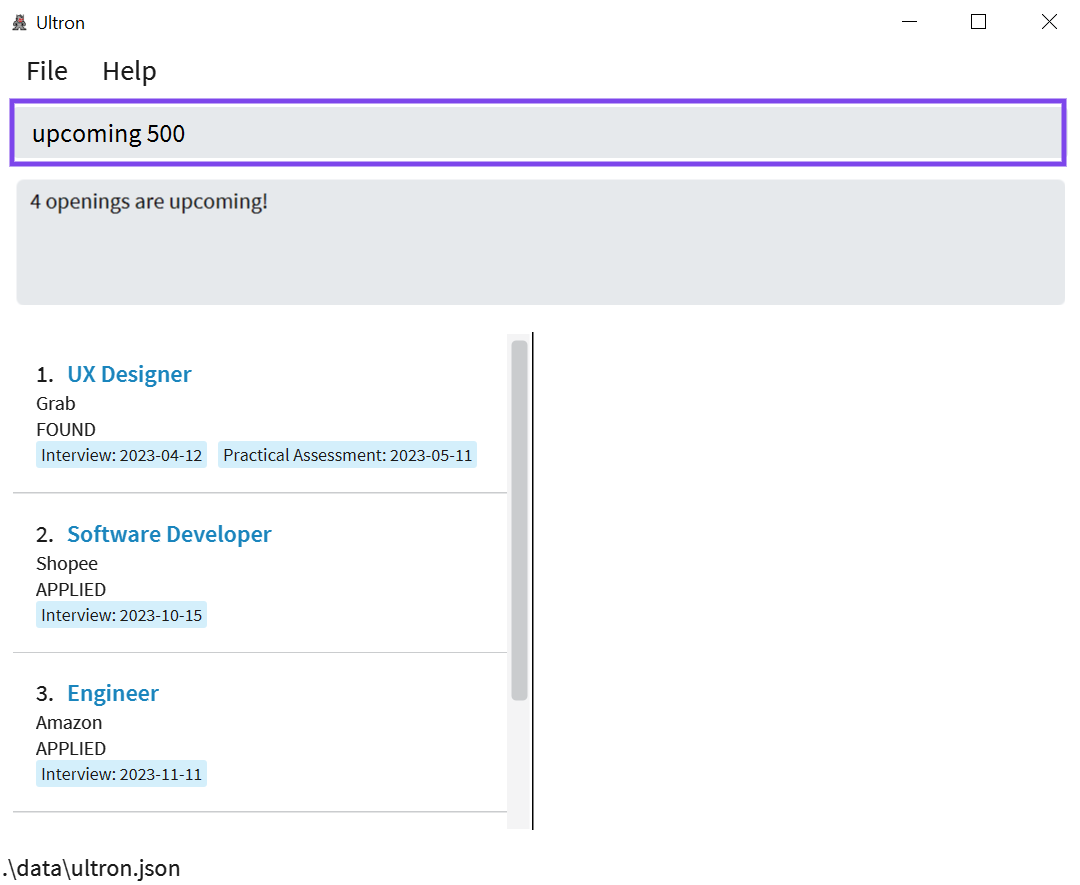 Ultron
File Help
upcoming 500
4 openings are upcoming!
1. UX Designer
Grab
FOUND
Interview: 2023-04-12 Practical Assessment: 2023-05-11
2. Software Developer
Shopee
APPLIED
Interview: 2023-10-15
3. Engineer
Amazon
APPLIED
Interview: 2023-11-11
.\data\ultron.json